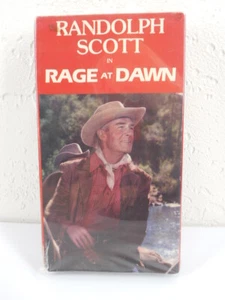 RANDOLPH
SCOTT
IN
RAGE AT DAWN